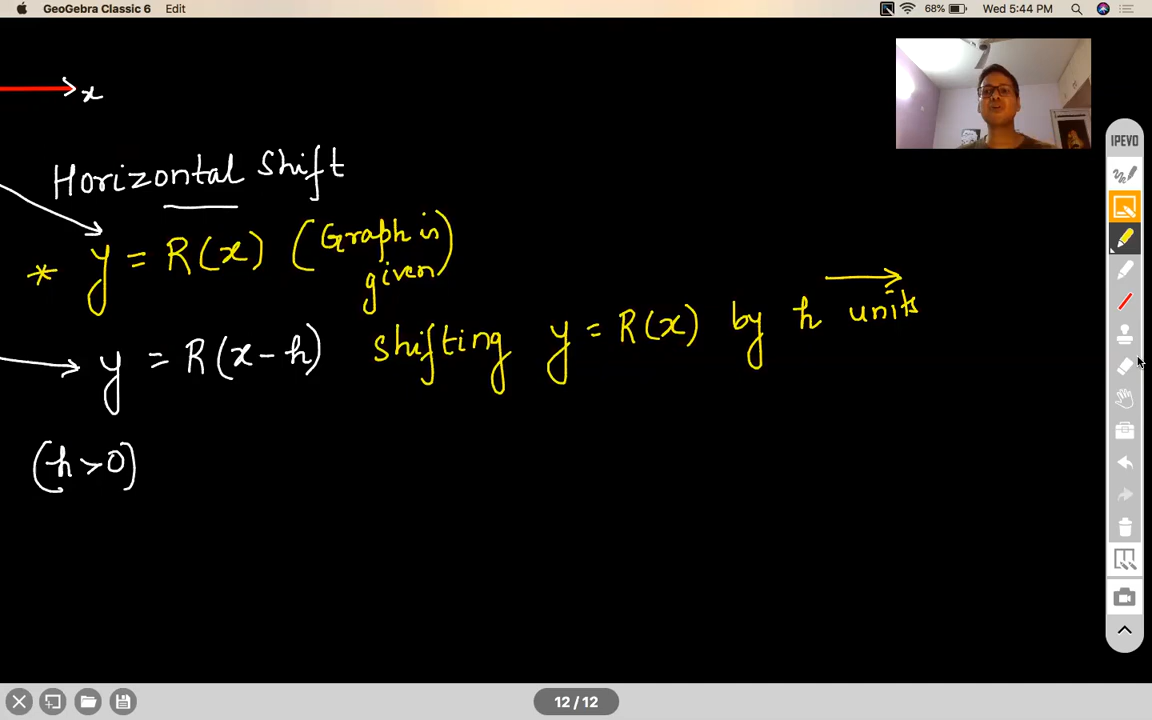 GeoGebra Classic 6 Edit 68% Wed 5:44 PM
x
IPEVO
Horizontal Shift
* y = R(x) (Graph is
given)
y = R(x-h) shifting y = R(x) by h units
(h>0)
12 / 12